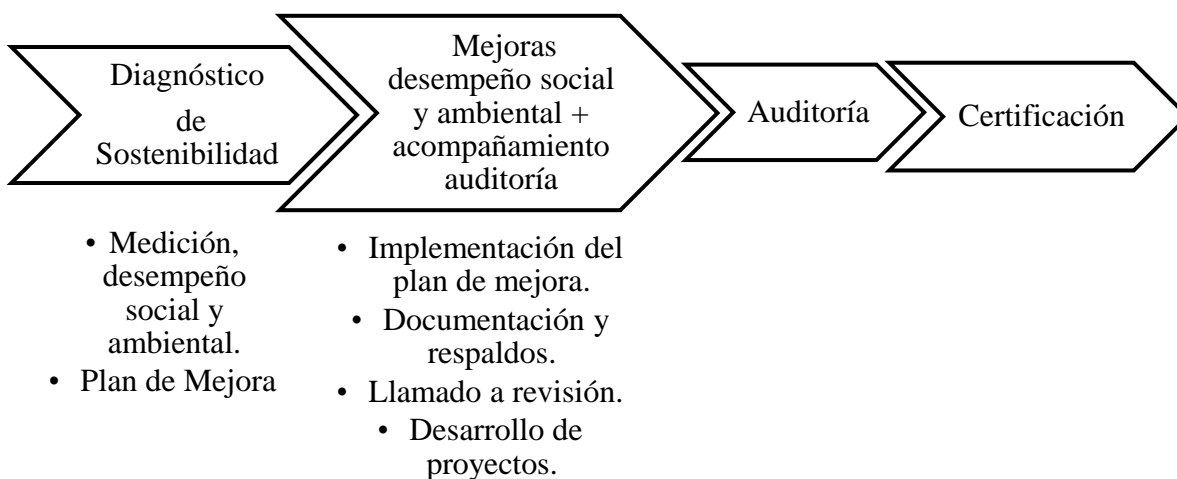 Diagnóstico
de
Sostenibilidad
Mejoras
desempeño social
y ambiental +
acompañamiento
auditoría
Auditoría
Certificación
• Medición,
desempeño
social y
ambiental.
• Plan de Mejora
• Implementación del
plan de mejora.
• Documentación y
respaldos.
• Llamado a revisión.
• Desarrollo de
proyectos.